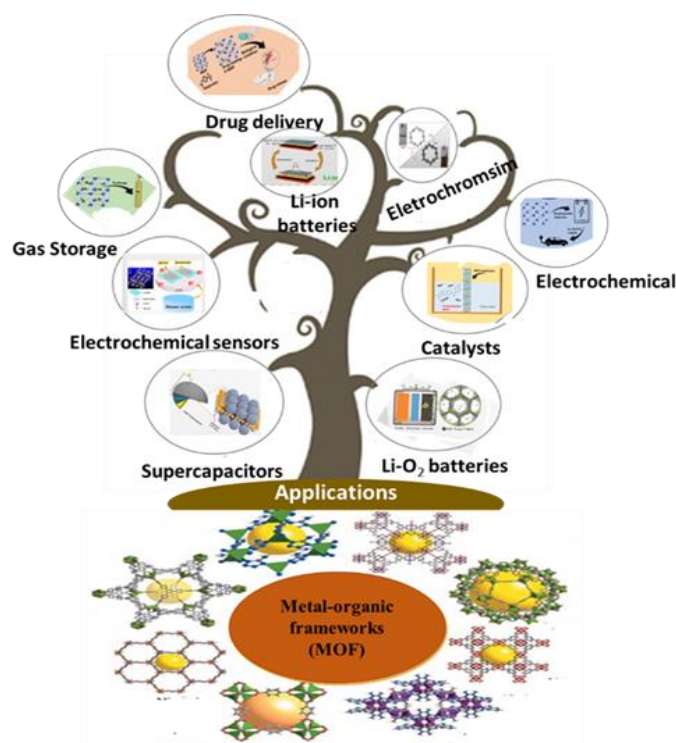 Drug delivery
Li-ion
batteries
Eletrochromsim
Gas Storage
Electrochemical
Electrochemical sensors
Catalysts
Supercapacitors
Li-O₂ batteries
Applications
Metal-organic
frameworks
(MOF)